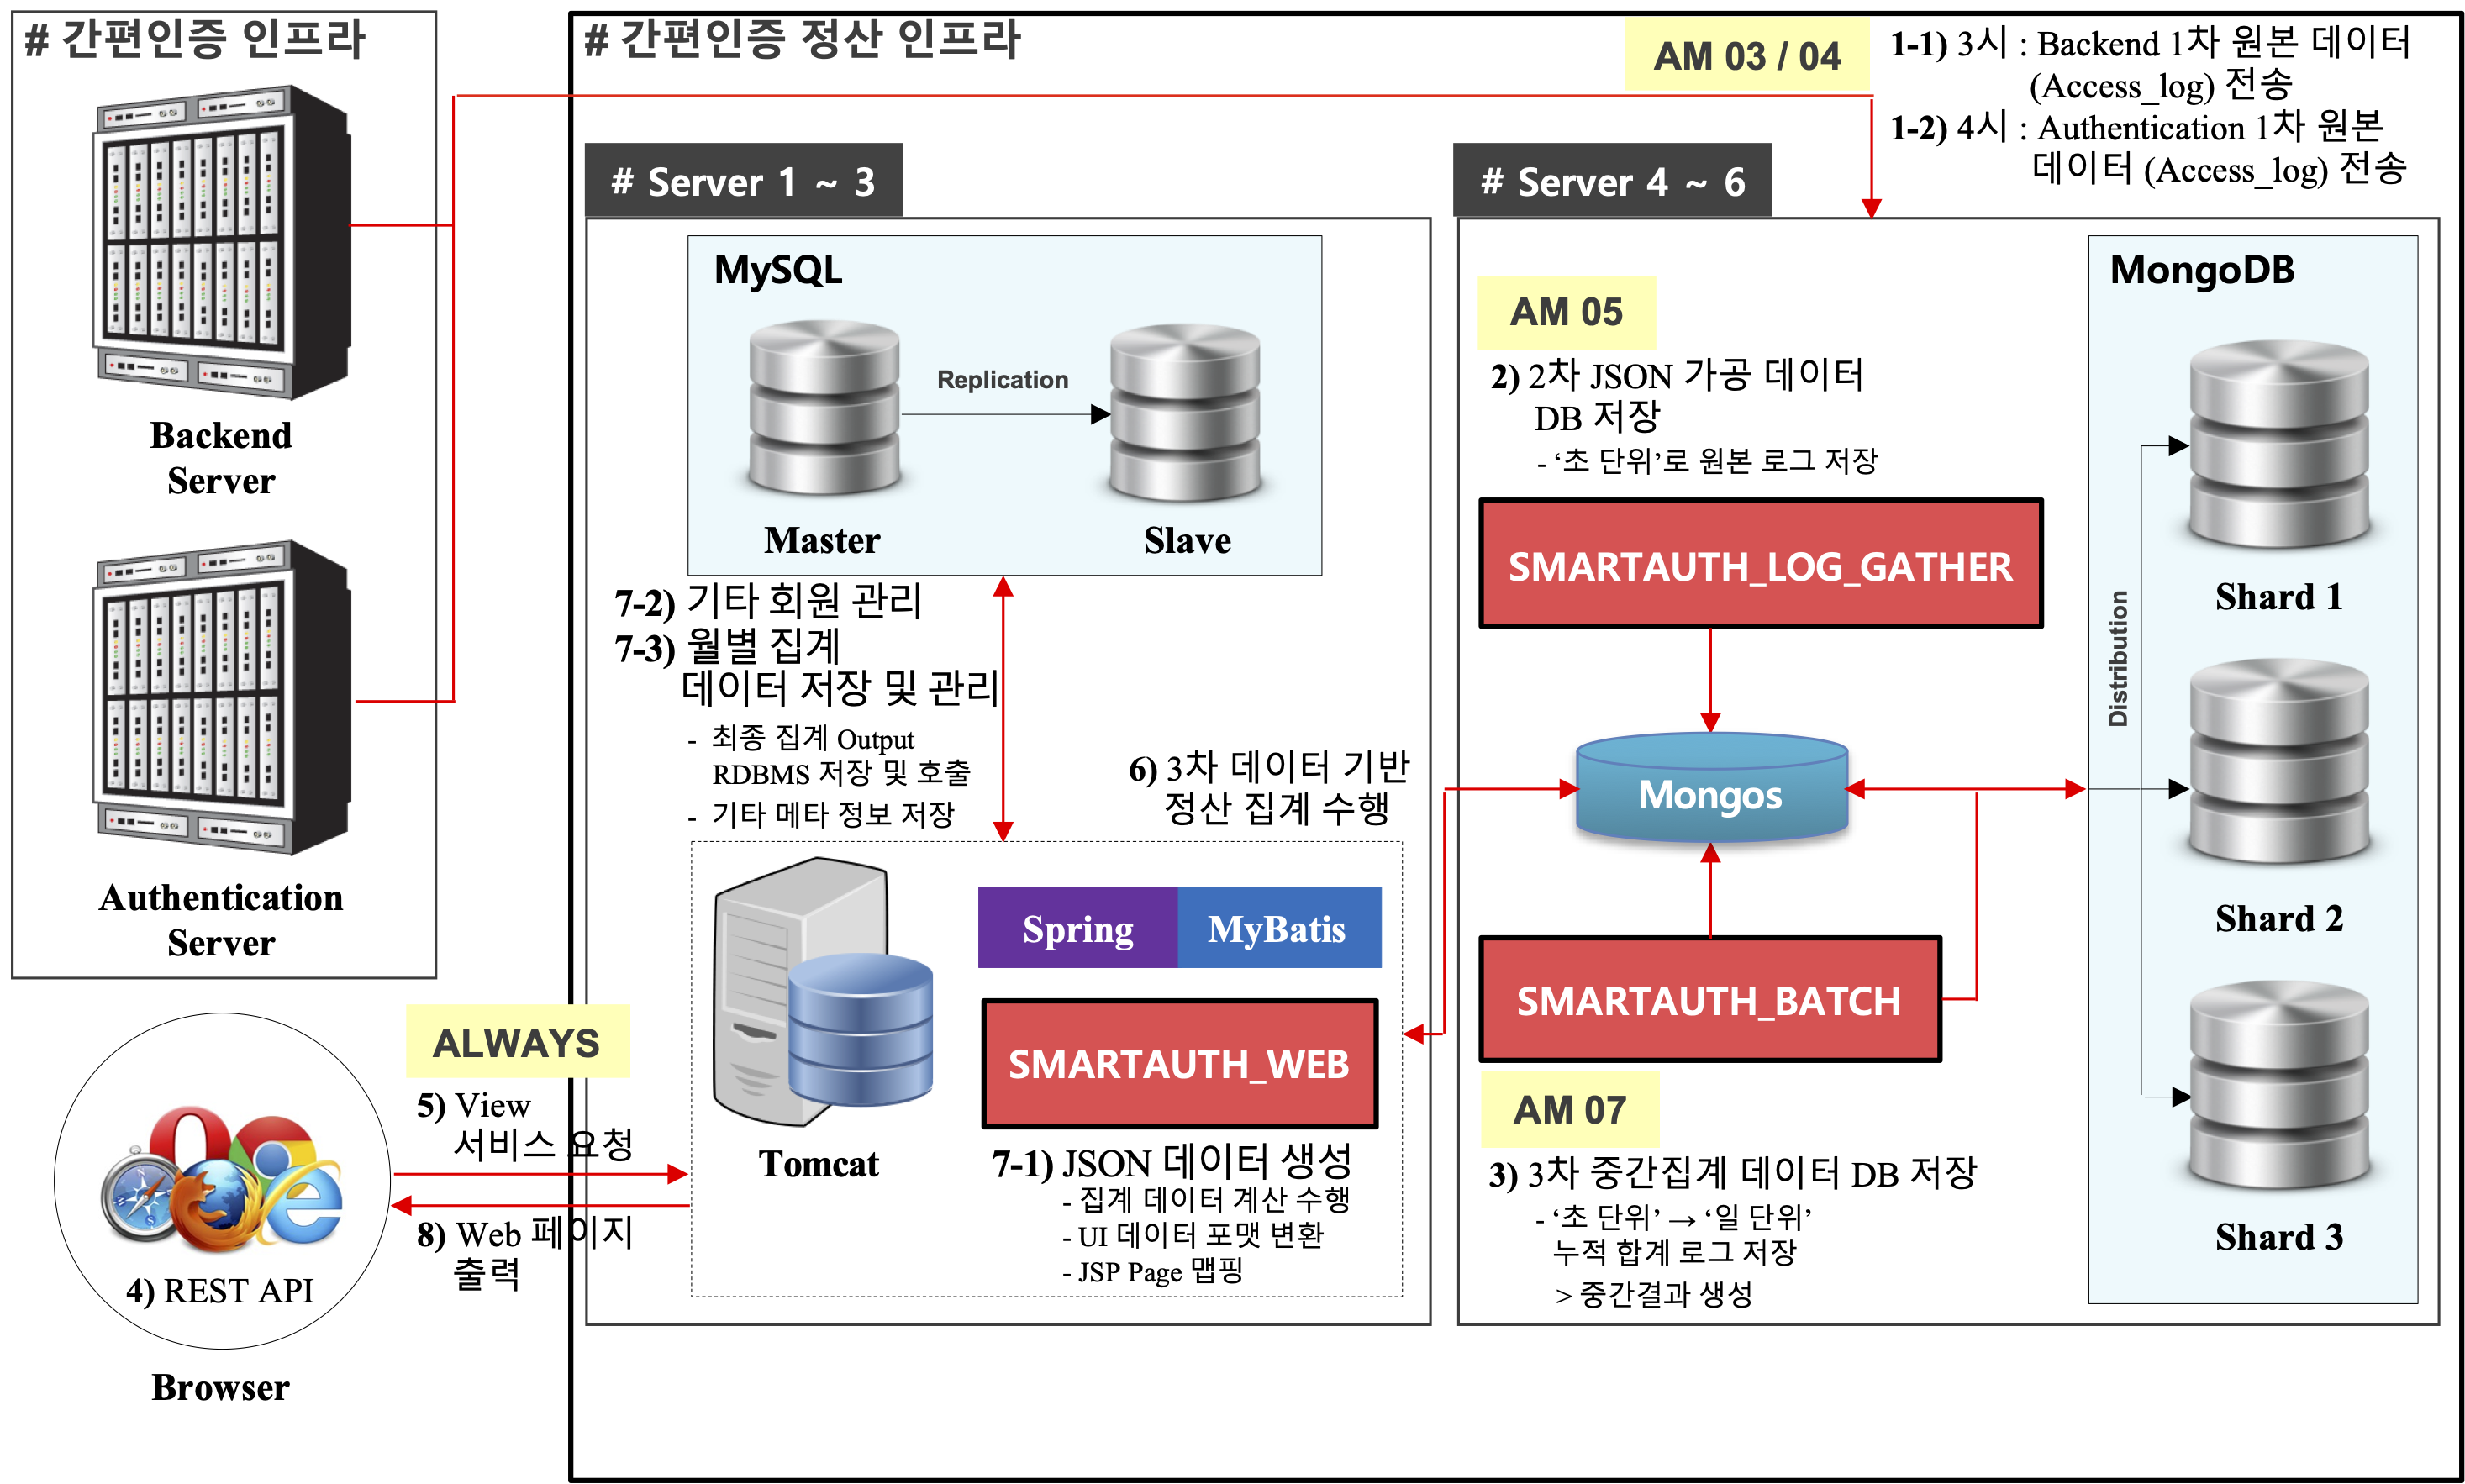 # 간편인증 인프라
Backend
Server
Authentication
Server
# 간편인증 정산 인프라
AM 03 / 04
1-1) 3시 : Backend 1차 원본 데이터
(Access_log) 전송
1-2) 4시 : Authentication 1차 원본
데이터 (Access_log) 전송
# Server 1 ~ 3
MySQL
Replication
Master
Slave
7-2) 기타 회원 관리
7-3) 월별 집계
데이터 저장 및 관리
- 최종 집계 Output
RDBMS 저장 및 호출
- 기타 메타 정보 저장
6) 3차 데이터 기반
정산 집계 수행
Spring
MyBatis
SMARTAUTH_WEB
Tomcat
7-1) JSON 데이터 생성
- 집계 데이터 계산 수행
- UI 데이터 포맷 변환
- JSP Page 맵핑
# Server 4 ~ 6
AM 05
2) 2차 JSON 가공 데이터
DB 저장
- ‘초 단위’로 원본 로그 저장
SMARTAUTH_LOG_GATHER
Mongos
SMARTAUTH_BATCH
AM 07
3) 3차 중간집계 데이터 DB 저장
- ‘초 단위’ → ‘일 단위’
누적 합계 로그 저장
> 중간결과 생성
MongoDB
Distribution
Shard 1
Shard 2
Shard 3
ALWAYS
5) View
서비스 요청
8) Web 페이지
출력
4) REST API
Browser